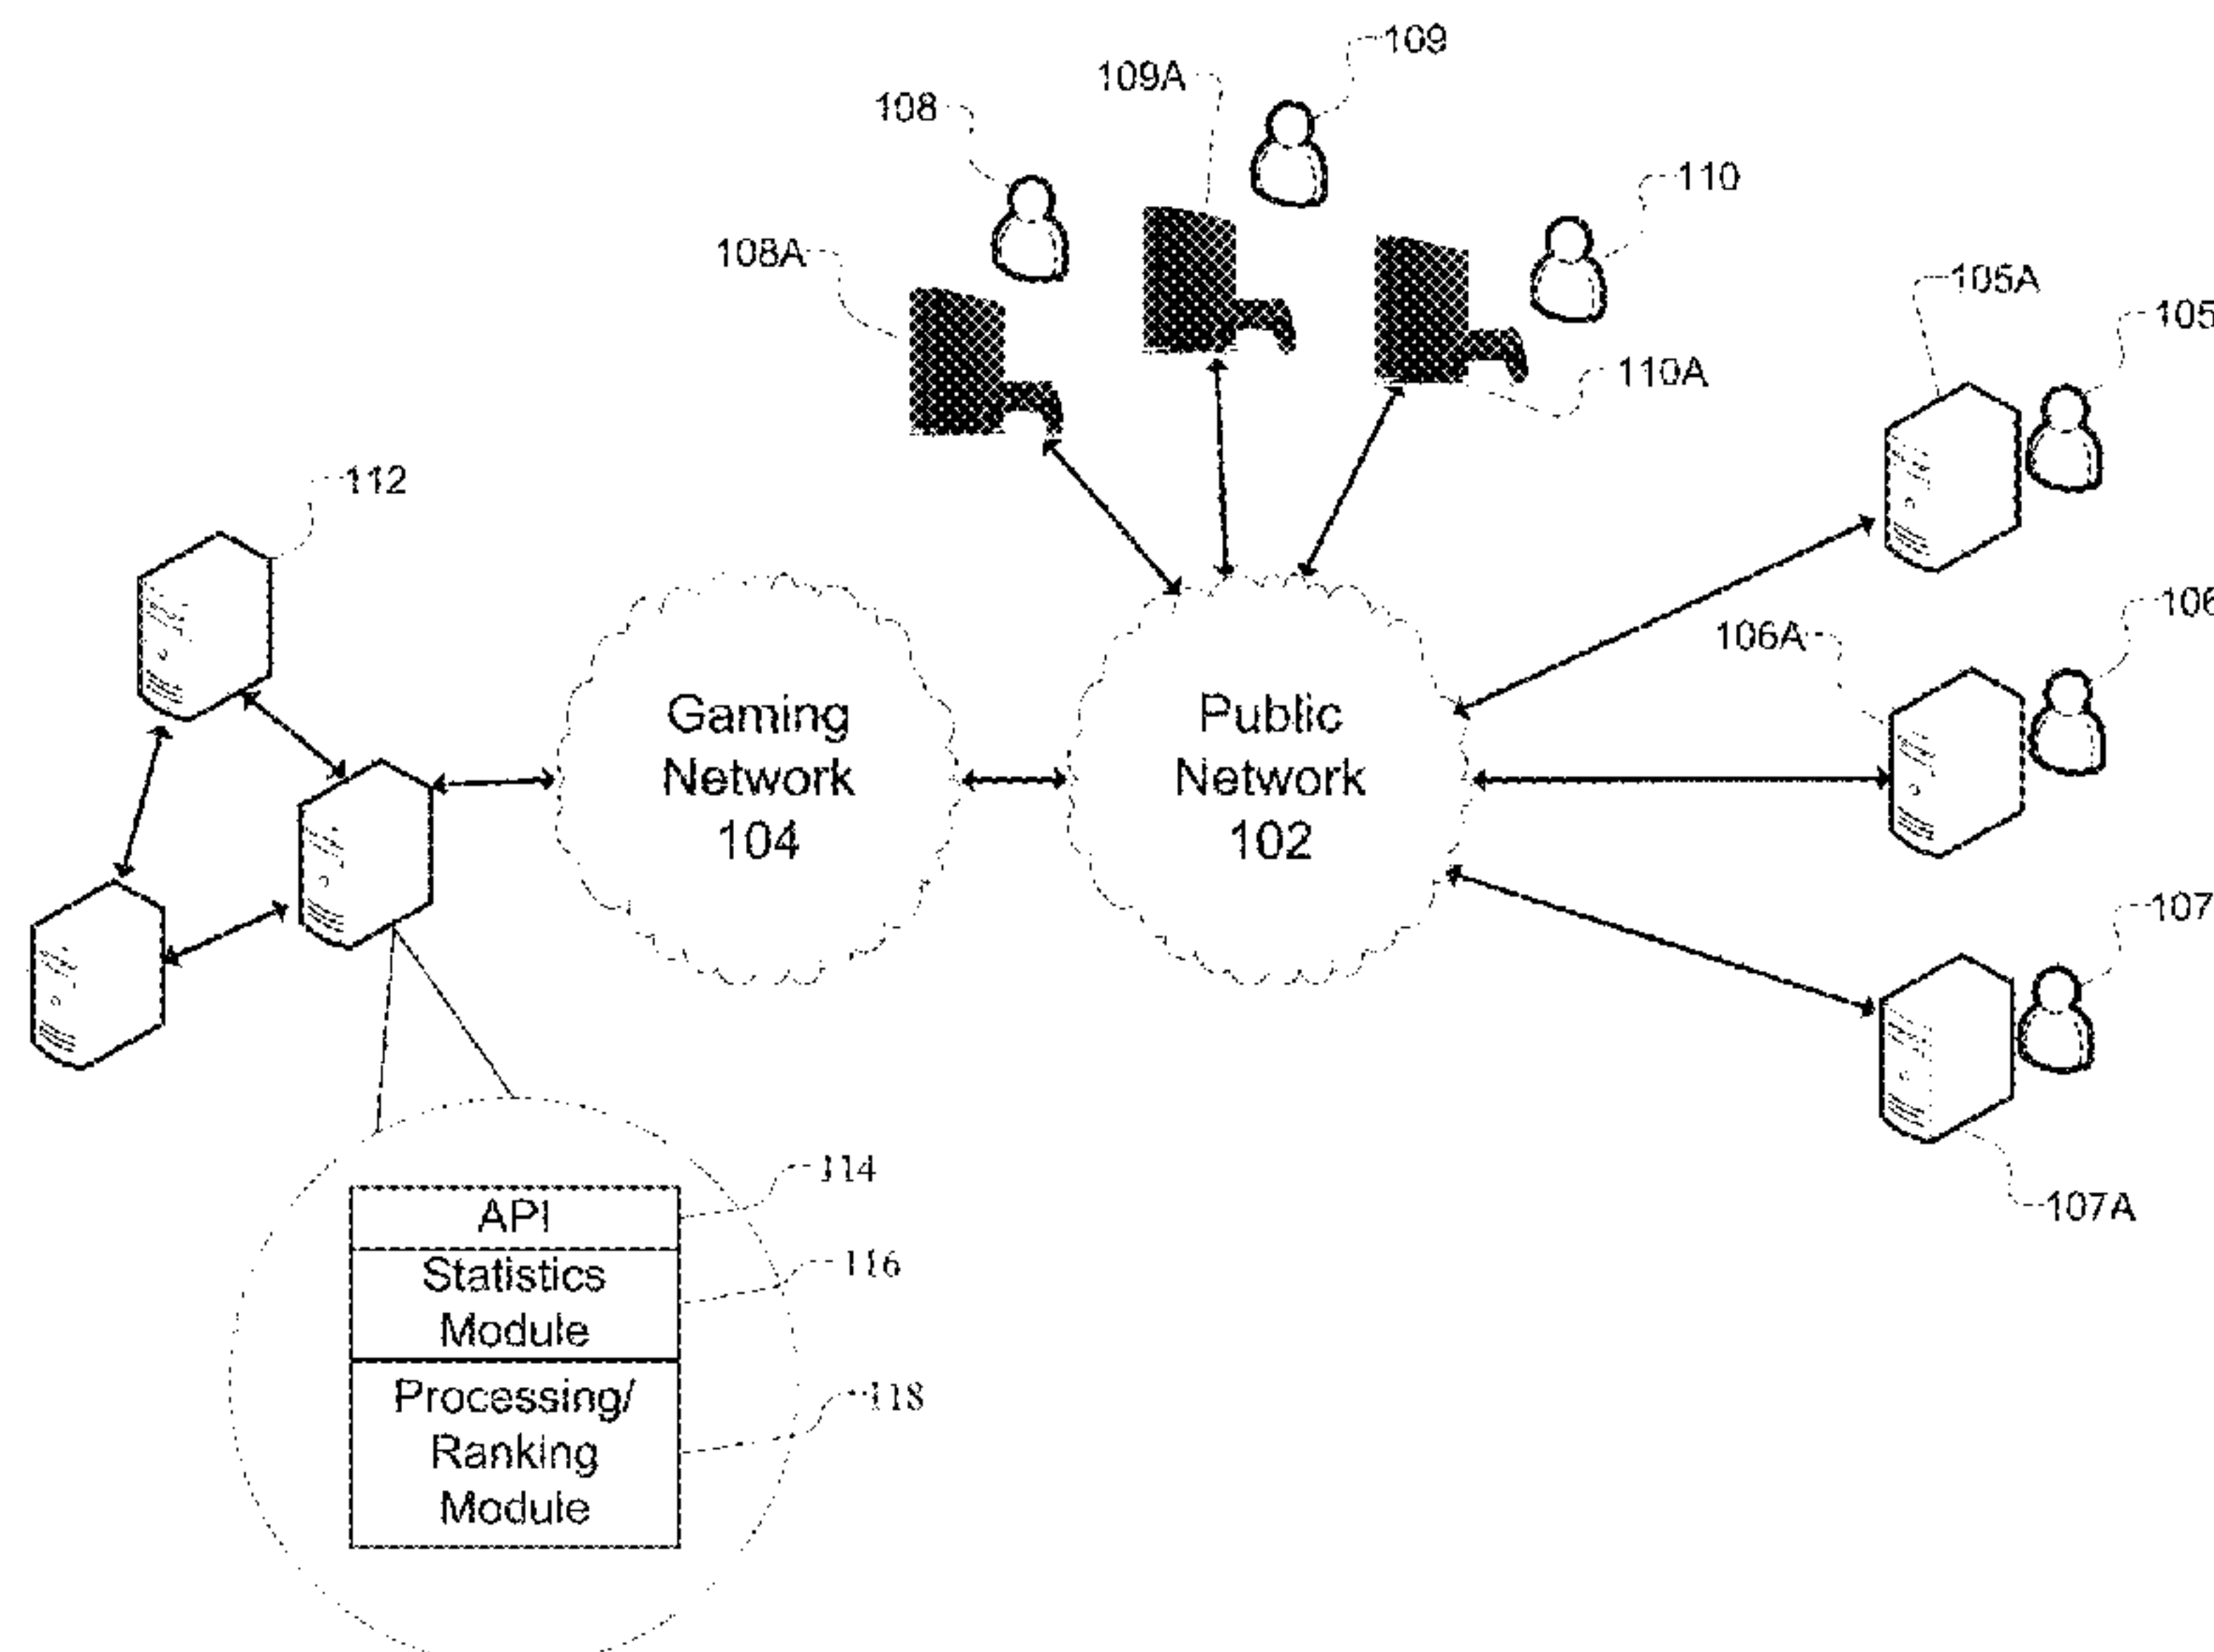 109
109A
108
110
108A
105A
105
110A
112
106
106A
Gaming
Network
104
Public
Network
102
107
114
API
107A
116
Statistics
Module
118
Processing/
Ranking
Module